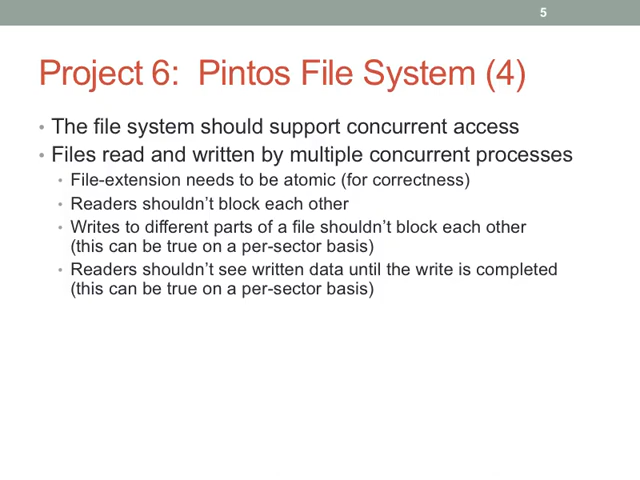 5
Project 6:  Pintos File System (4)
• The file system should support concurrent access
• Files read and written by multiple concurrent processes
• File-extension needs to be atomic (for correctness)
• Readers shouldn’t block each other
• Writes to different parts of a file shouldn’t block each other
(this can be true on a per-sector basis)
• Readers shouldn’t see written data until the write is completed
(this can be true on a per-sector basis)